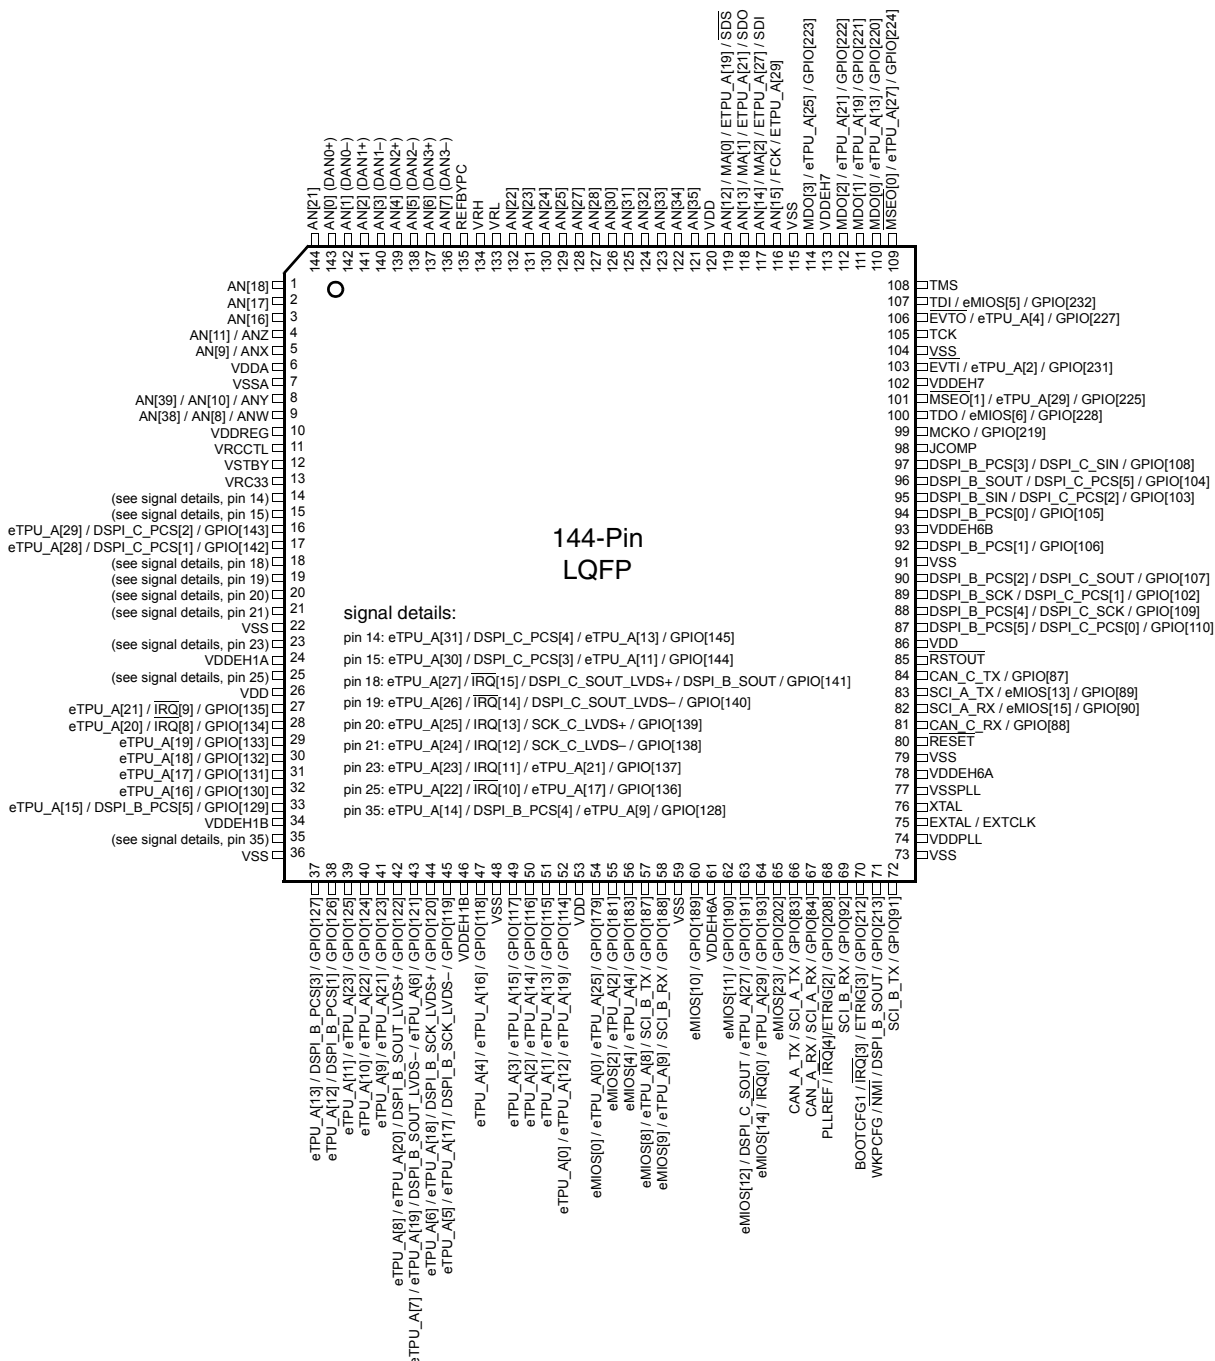 AN[21]
AN[0] (DAN0+)
AN[1] (DAN0–)
AN[2] (DAN1+)
AN[3] (DAN1–)
AN[4] (DAN2+)
AN[5] (DAN2–)
AN[6] (DAN3+)
AN[7] (DAN3–)
REFBYPC
VRH
VRL
AN[22]
AN[23]
AN[24]
AN[25]
AN[27]
AN[28]
AN[30]
AN[31]
AN[32]
AN[33]
AN[34]
AN[35]
VDD
AN[12] / MA[0] / ETPU_A[19] / SDS
AN[13] / MA[1] / ETPU_A[21] / SDO
AN[14] / MA[2] / ETPU_A[27] / SDI
AN[15] / FCK / ETPU_A[29]
VSS
MDO[3] / eTPU_A[25] / GPIO[223]
VDDEH7
MDO[2] / eTPU_A[21] / GPIO[222]
MDO[1] / eTPU_A[19] / GPIO[221]
MDO[0] / eTPU_A[13] / GPIO[220]
MSEO[0] / eTPU_A[27] / GPIO[224]
144 143 142 141 140 139 138 137 136 135 134 133 132 131 130 129 128 127 126 125 124 123 122 121 120 119 118 117 116 115 114 113 112 111 110 109
AN[18] 1
AN[17] 2
AN[16] 3
AN[11] / ANZ 4
AN[9] / ANX 5
VDDA 6
VSSA 7
AN[39] / AN[10] / ANY 8
AN[38] / AN[8] / ANW 9
VDDREG 10
VRCCTL 11
VSTBY 12
VRC33 13
(see signal details, pin 14) 14
(see signal details, pin 15) 15
eTPU_A[29] / DSPI_C_PCS[2] / GPIO[143] 16
eTPU_A[28] / DSPI_C_PCS[1] / GPIO[142] 17
(see signal details, pin 18) 18
(see signal details, pin 19) 19
(see signal details, pin 20) 20
(see signal details, pin 21) 21
VSS 22
(see signal details, pin 23) 23
VDDEH1A 24
(see signal details, pin 25) 25
VDD 26
eTPU_A[21] / IRQ[9] / GPIO[135] 27
eTPU_A[20] / IRQ[8] / GPIO[134] 28
eTPU_A[19] / GPIO[133] 29
eTPU_A[18] / GPIO[132] 30
eTPU_A[17] / GPIO[131] 31
eTPU_A[16] / GPIO[130] 32
eTPU_A[15] / DSPI_B_PCS[5] / GPIO[129] 33
VDDEH1B 34
(see signal details, pin 35) 35
VSS 36
144-Pin
LQFP
signal details:
pin 14: eTPU_A[31] / DSPI_C_PCS[4] / eTPU_A[13] / GPIO[145]
pin 15: eTPU_A[30] / DSPI_C_PCS[3] / eTPU_A[11] / GPIO[144]
pin 18: eTPU_A[27] / IRQ[15] / DSPI_C_SOUT_LVDS+ / DSPI_B_SOUT / GPIO[141]
pin 19: eTPU_A[26] / IRQ[14] / DSPI_C_SOUT_LVDS– / GPIO[140]
pin 20: eTPU_A[25] / IRQ[13] / SCK_C_LVDS+ / GPIO[139]
pin 21: eTPU_A[24] / IRQ[12] / SCK_C_LVDS– / GPIO[138]
pin 23: eTPU_A[23] / IRQ[11] / eTPU_A[21] / GPIO[137]
pin 25: eTPU_A[22] / IRQ[10] / eTPU_A[17] / GPIO[136]
pin 35: eTPU_A[14] / DSPI_B_PCS[4] / eTPU_A[9] / GPIO[128]
108 TMS
107 TDI / eMIOS[5] / GPIO[232]
106 EVTO / eTPU_A[4] / GPIO[227]
105 TCK
104 VSS
103 EVTI / eTPU_A[2] / GPIO[231]
102 VDDEH7
101 MSEO[1] / eTPU_A[29] / GPIO[225]
100 TDO / eMIOS[6] / GPIO[228]
99 MCKO / GPIO[219]
98 JCOMP
97 DSPI_B_PCS[3] / DSPI_C_SIN / GPIO[108]
96 DSPI_B_SOUT / DSPI_C_PCS[5] / GPIO[104]
95 DSPI_B_SIN / DSPI_C_PCS[2] / GPIO[103]
94 DSPI_B_PCS[0] / GPIO[105]
93 VDDEH6B
92 DSPI_B_PCS[1] / GPIO[106]
91 VSS
90 DSPI_B_PCS[2] / DSPI_C_SOUT / GPIO[107]
89 DSPI_B_SCK / DSPI_C_PCS[1] / GPIO[102]
88 DSPI_B_PCS[4] / DSPI_C_SCK / GPIO[109]
87 DSPI_B_PCS[5] / DSPI_C_PCS[0] / GPIO[110]
86 VDD
85 RSTOUT
84 CAN_C_TX / GPIO[87]
83 SCI_A_TX / eMIOS[13] / GPIO[89]
82 SCI_A_RX / eMIOS[15] / GPIO[90]
81 CAN_C_RX / GPIO[88]
80 RESET
79 VSS
78 VDDEH6A
77 VSSPLL
76 XTAL
75 EXTAL / EXTCLK
74 VDDPLL
73 VSS
37 38 39 40 41 42 43 44 45 46 47 48 49 50 51 52 53 54 55 56 57 58 59 60 61 62 63 64 65 66 67 68 69 70 71 72
eTPU_A[13] / DSPI_B_PCS[3] / GPIO[127]
eTPU_A[12] / DSPI_B_PCS[1] / GPIO[126]
eTPU_A[11] / eTPU_A[23] / GPIO[125]
eTPU_A[10] / eTPU_A[22] / GPIO[124]
eTPU_A[9] / eTPU_A[21] / GPIO[123]
eTPU_A[8] / eTPU_A[20] / DSPI_B_SOUT_LVDS+ / GPIO[122]
eTPU_A[7] / eTPU_A[19] / DSPI_B_SOUT_LVDS– / eTPU_A[6] / GPIO[121]
eTPU_A[6] / eTPU_A[18] / DSPI_B_SCK_LVDS+ / GPIO[120]
eTPU_A[5] / eTPU_A[17] / DSPI_B_SCK_LVDS– / GPIO[119]
VDDEH1B
eTPU_A[4] / eTPU_A[16] / GPIO[118]
VSS
eTPU_A[3] / eTPU_A[15] / GPIO[117]
eTPU_A[2] / eTPU_A[14] / GPIO[116]
eTPU_A[1] / eTPU_A[13] / GPIO[115]
eTPU_A[0] / eTPU_A[12] / eTPU_A[19] / GPIO[114]
VDD
eMIOS[0] / eTPU_A[0] / eTPU_A[25] / GPIO[179]
eMIOS[2] / eTPU_A[2] / GPIO[181]
eMIOS[4] / eTPU_A[4] / GPIO[183]
eMIOS[8] / eTPU_A[8] / SCI_B_TX / GPIO[187]
eMIOS[9] / eTPU_A[9] / SCI_B_RX / GPIO[188]
VSS
eMIOS[10] / GPIO[189]
VDDEH6A
eMIOS[11] / GPIO[190]
eMIOS[12] / DSPI_C_SOUT / eTPU_A[27] / GPIO[191]
eMIOS[14] / IRQ[0] / eTPU_A[29] / GPIO[193]
eMIOS[23] / GPIO[202]
CAN_A_TX / SCI_A_TX / GPIO[83]
CAN_A_RX / SCI_A_RX / GPIO[84]
PLLREF / IRQ[4]/ETRIG[2] / GPIO[208]
SCI_B_RX / GPIO[92]
BOOTCFG1 / IRQ[3] / ETRIG[3] / GPIO[212]
WKPCFG / NMI / DSPI_B_SOUT / GPIO[213]
SCI_B_TX / GPIO[91]